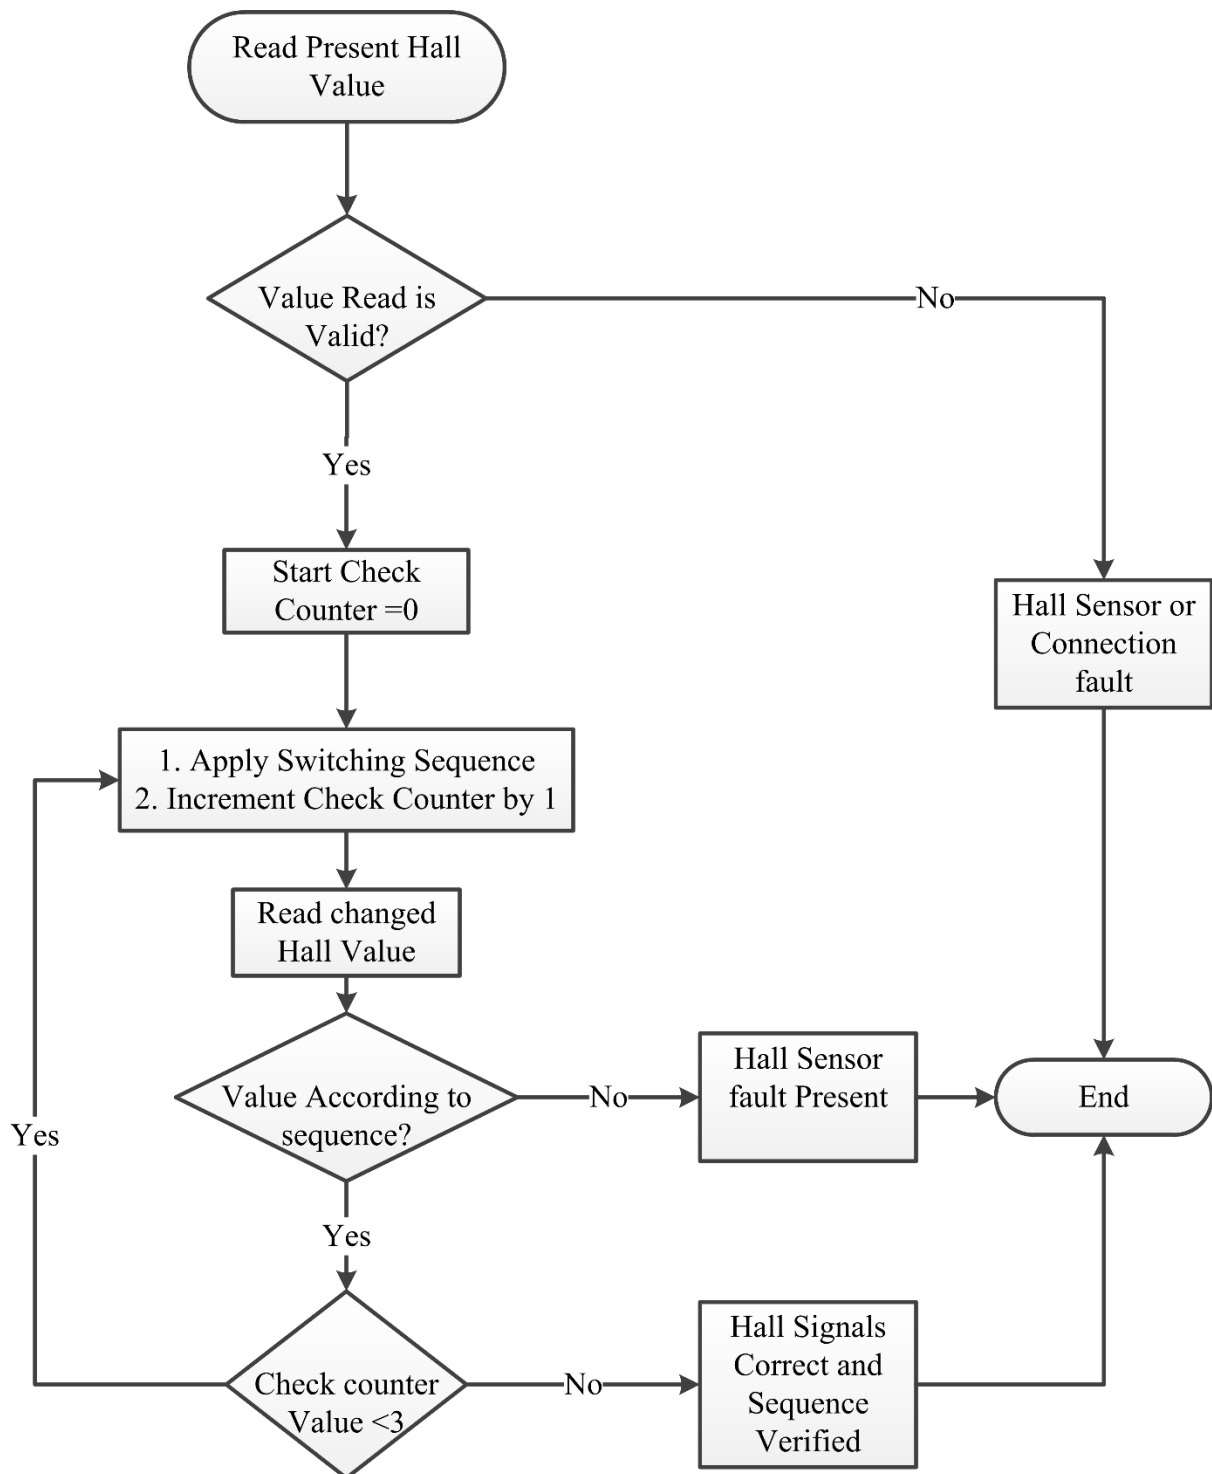 Read Present Hall
Value
Value Read is
Valid?
No
Yes
Start Check
Counter =0
Hall Sensor or
Connection
fault
1. Apply Switching Sequence
2. Increment Check Counter by 1
Read changed
Hall Value
Value According to
sequence?
No
Hall Sensor
fault Present
End
Yes
Yes
Check counter
Value <3
No
Hall Signals
Correct and
Sequence
Verified